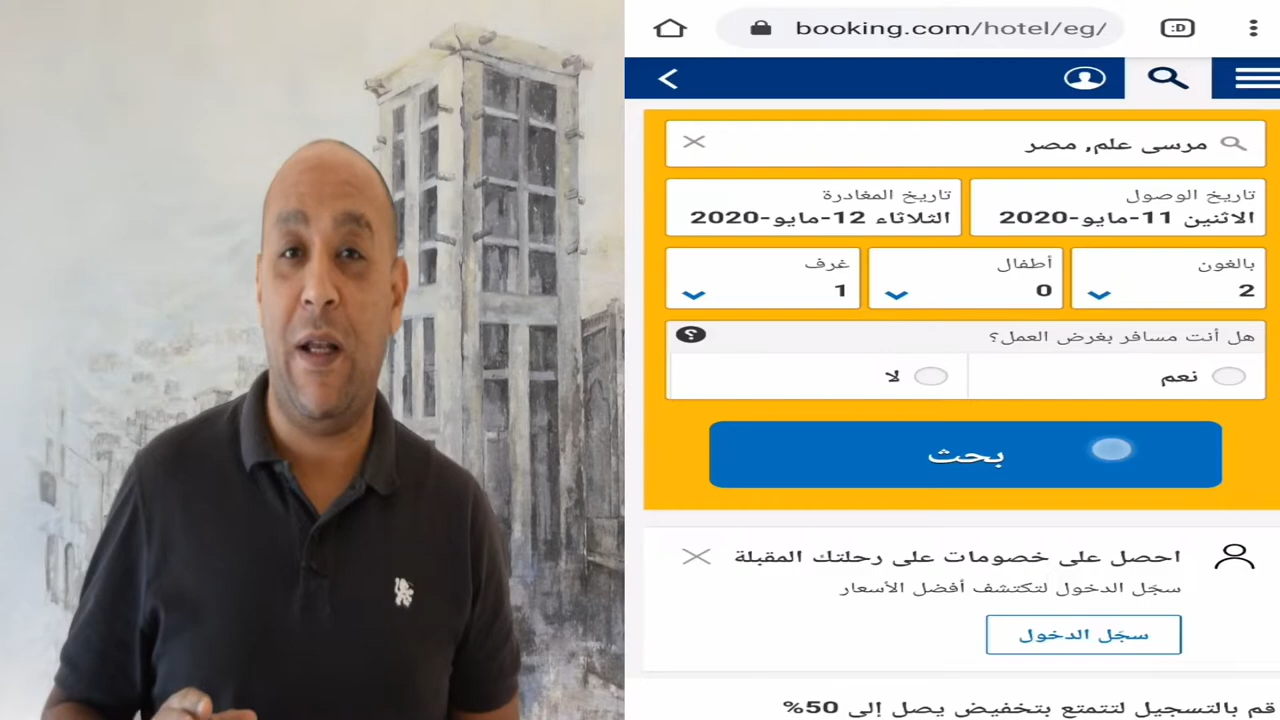 booking.com/hotel/eg/
:D
مرسى علم, مصر
تاريخ الوصول
الاثنين 11-مايو-2020
تاريخ المغادرة
الثلاثاء 12-مايو-2020
بالغون
2
أطفال
0
غرف
1
هل أنت مسافر بغرض العمل؟
نعم
لا
بحث
احصل على خصومات على رحلتك المقبلة
سجّل الدخول لتكتشف أفضل الأسعار
سجّل الدخول
قم بالتسجيل لتتمتع بتخفيض يصل إلى 50%